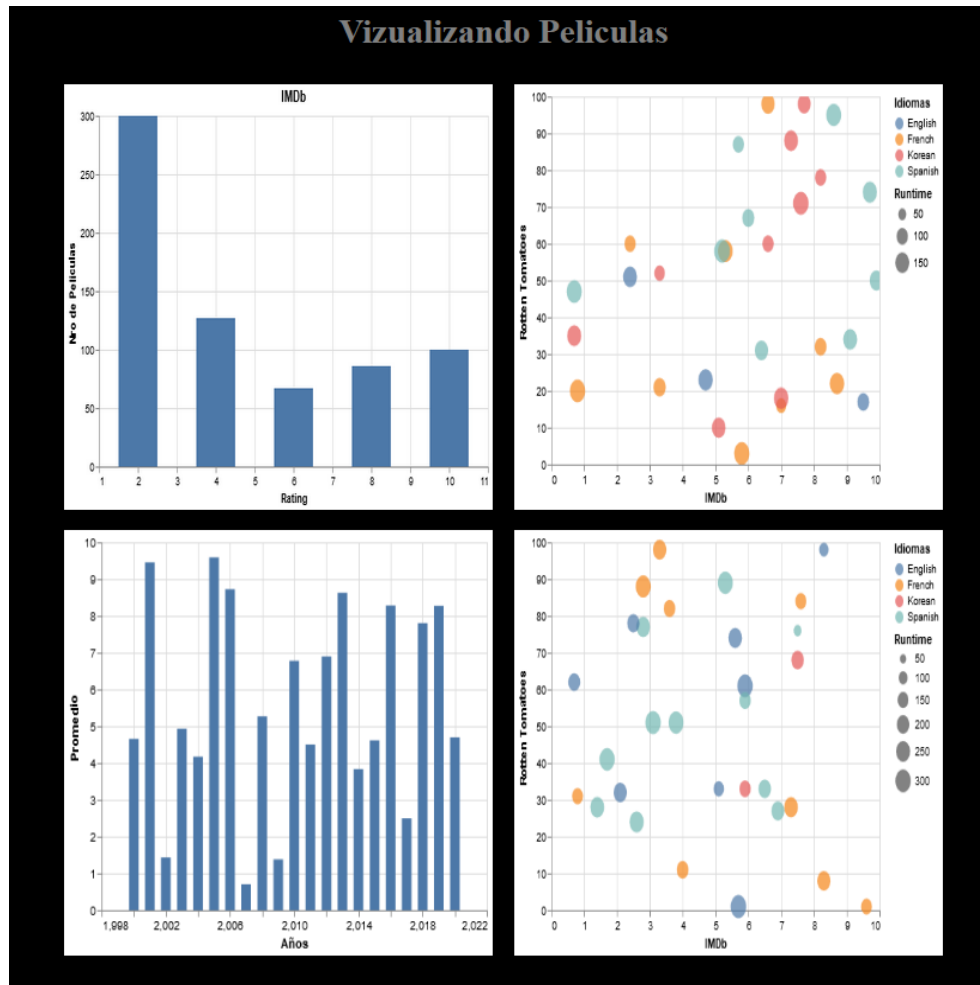 Vizualizando Peliculas
IMDb
Nro de Peliculas
300
250
200
150
100
50
0
1 2 3 4 5 6 7 8 9 10 11
Rating
Rotten Tomatoes
100
90
80
70
60
50
40
30
20
10
0
0 1 2 3 4 5 6 7 8 9 10
IMDb
Idiomas
English
French
Korean
Spanish
Runtime
50
100
150
Promedio
10
9
8
7
6
5
4
3
2
1
0
1,998 2,002 2,006 2,010 2,014 2,018 2,022
Años
Rotten Tomatoes
100
90
80
70
60
50
40
30
20
10
0
0 1 2 3 4 5 6 7 8 9 10
IMDb
Idiomas
English
French
Korean
Spanish
Runtime
50
100
150
200
250
300